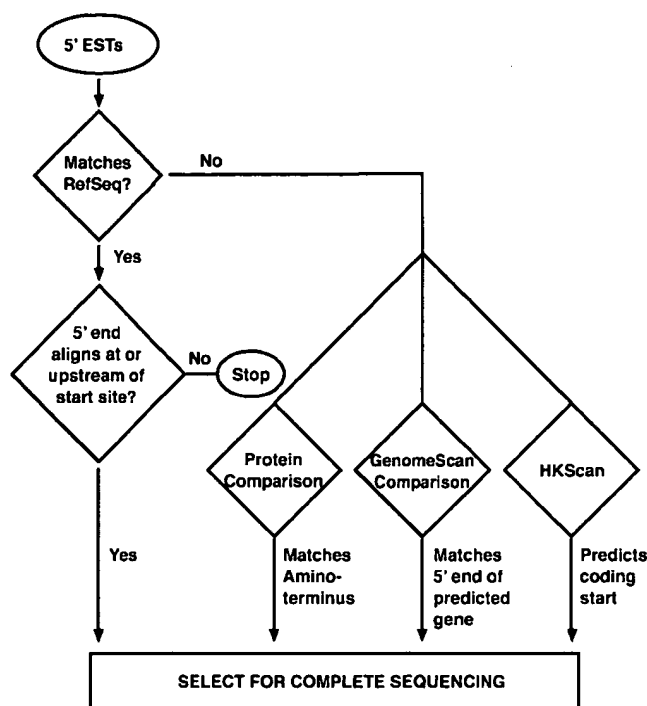 5' ESTs
Matches
RefSeq?
No
Yes
5' end
aligns at or
upstream of
start site?
No
Stop
Protein
Comparison
GenomeScan
Comparison
HKScan
Yes
Matches
Amino-
terminus
Matches
5' end of
predicted
gene
Predicts
coding
start
SELECT FOR COMPLETE SEQUENCING